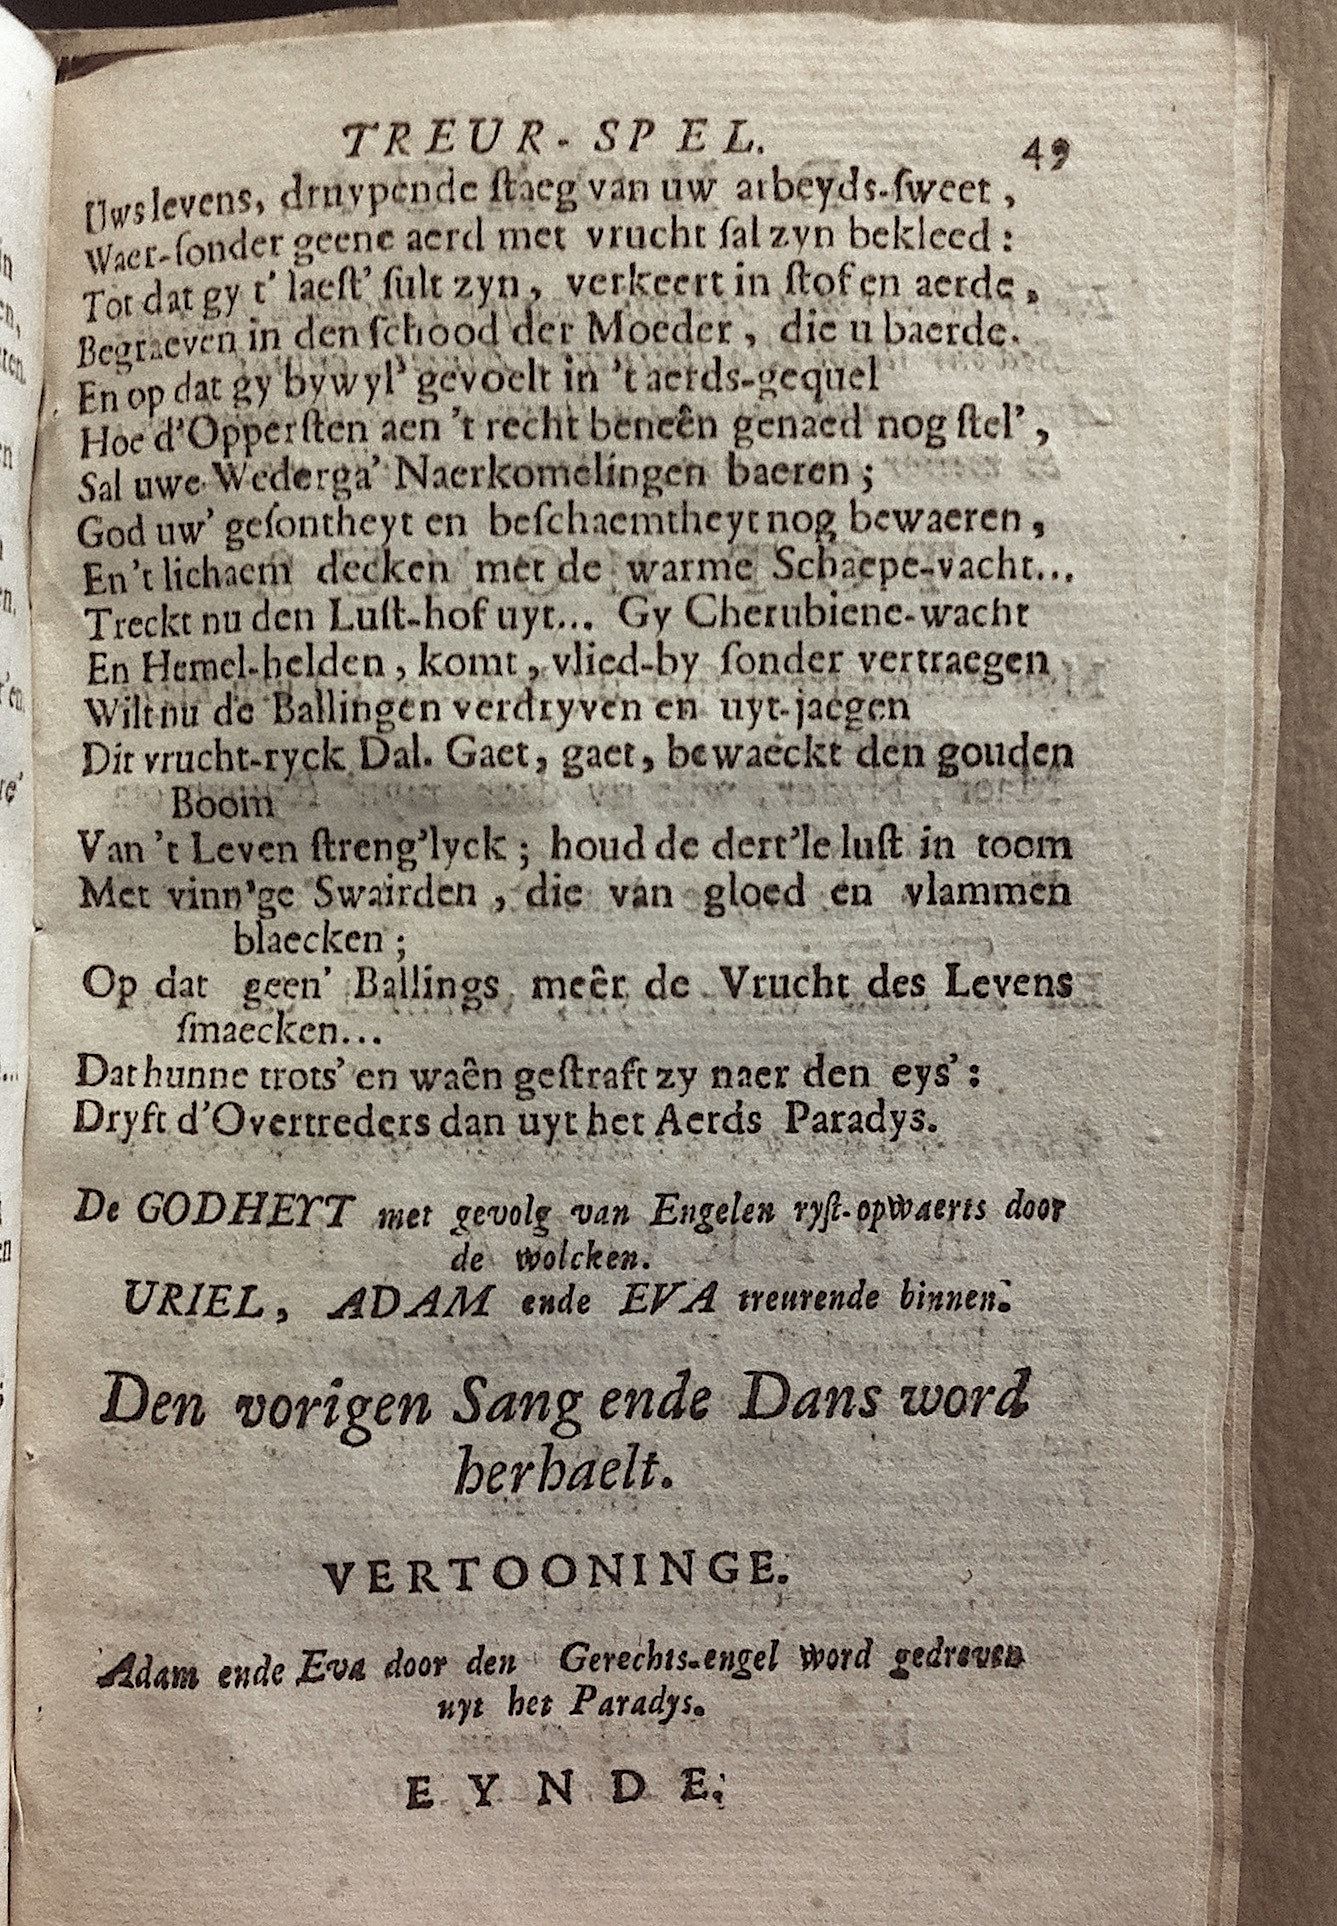 TREUR-SPEL. 49
Uws levens, druypende ſtaeg van uw arbeyds-ſweet,
Waer-ſonder geene aerd met vrucht ſal zyn bekleed:
Tot dat gy t' laeſt' ſult zyn, verkeert in ſtof en aerde,
Begraeven in den ſchood der Moeder, die u baerde.
En op dat gy bywyl' gevoelt in 't aerds-gequel
Hoe d'Opperſten aen 't recht beneên genaed nog ſtel',
Sal uwe Wederga' Naerkomelingen baeren;
God uw' geſontheyt en beſchaemtheyt nog bewaeren,
En 't lichaem decken met de warme Schaepe-vacht...
Treckt nu den Luſt-hof uyt... Gy Cherubiene-wacht
En Hemel-helden, komt, vlied-by ſonder vertraegen
Wilt nu de Ballingen verdryven en uyt-jaegen
Dit vrucht-ryck Dal. Gaet, gaet, bewaeckt den gouden
Boom
Van 't Leven ſtreng'lyck; houd de dert'le luſt in toom
Met vinn'ge Swairden, die van gloed en vlammen
blaecken;
Op dat geen' Ballings meêr de Vrucht des Levens
ſmaecken...
Dat hunne trots' en waên geſtraft zy naer den eys':
Dryft d'Overtreders dan uyt het Aerds Paradys.
De GODHEYT met gevolg van Engelen ryſt-opwaerts door
de wolcken.
URIEL, ADAM ende EVA treurende binnen.
Den vorigen Sang ende Dans word
herhaelt.
VERTOONINGE.
Adam ende Eva door den Gerechts-engel word gedreven
uyt het Paradys.
EYNDE.